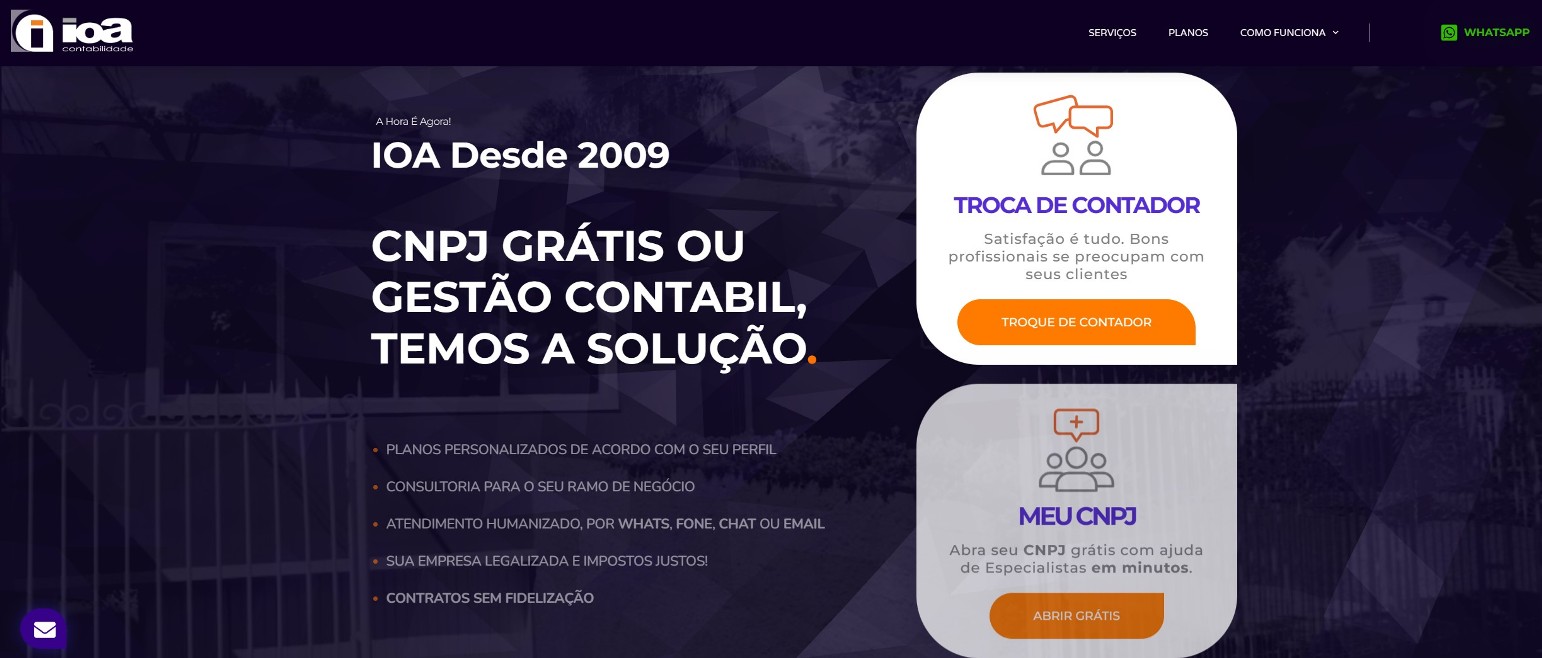 ioa
contabilidade
SERVIÇOS
PLANOS
COMO FUNCIONA
WHATSAPP
A Hora É Agora!
IOA Desde 2009
CNPJ GRÁTIS OU
GESTÃO CONTABIL,
TEMOS A SOLUÇÃO.
PLANOS PERSONALIZADOS DE ACORDO COM O SEU PERFIL
CONSULTORIA PARA O SEU RAMO DE NEGÓCIO
ATENDIMENTO HUMANIZADO, POR WHATS, FONE, CHAT OU EMAIL
SUA EMPRESA LEGALIZADA E IMPOSTOS JUSTOS!
CONTRATOS SEM FIDELIZAÇÃO
TROCA DE CONTADOR
Satisfação é tudo. Bons
profissionais se preocupam com
seus clientes
TROQUE DE CONTADOR
MEU CNPJ
Abra seu CNPJ grátis com ajuda
de Especialistas em minutos.
ABRIR GRÁTIS